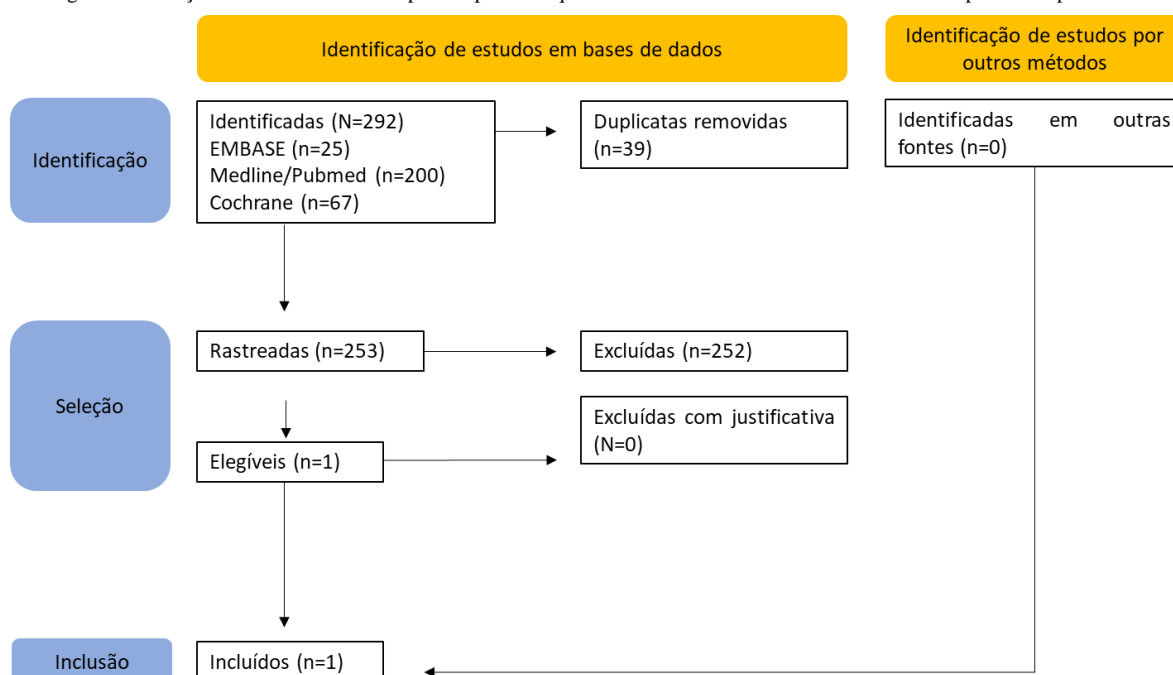 Identificação de estudos em bases de dados
Identificação de estudos por
outros métodos
Identificação
Identificadas (N=292)
EMBASE (n=25)
Medline/Pubmed (n=200)
Cochrane (n=67)
Duplicatas removidas
(n=39)
Identificadas em outras
fontes (n=0)
Seleção
Rastreadas (n=253)
Excluídas (n=252)
Excluídas com justificativa
(N=0)
Elegíveis (n=1)
Inclusão
Incluídos (n=1)